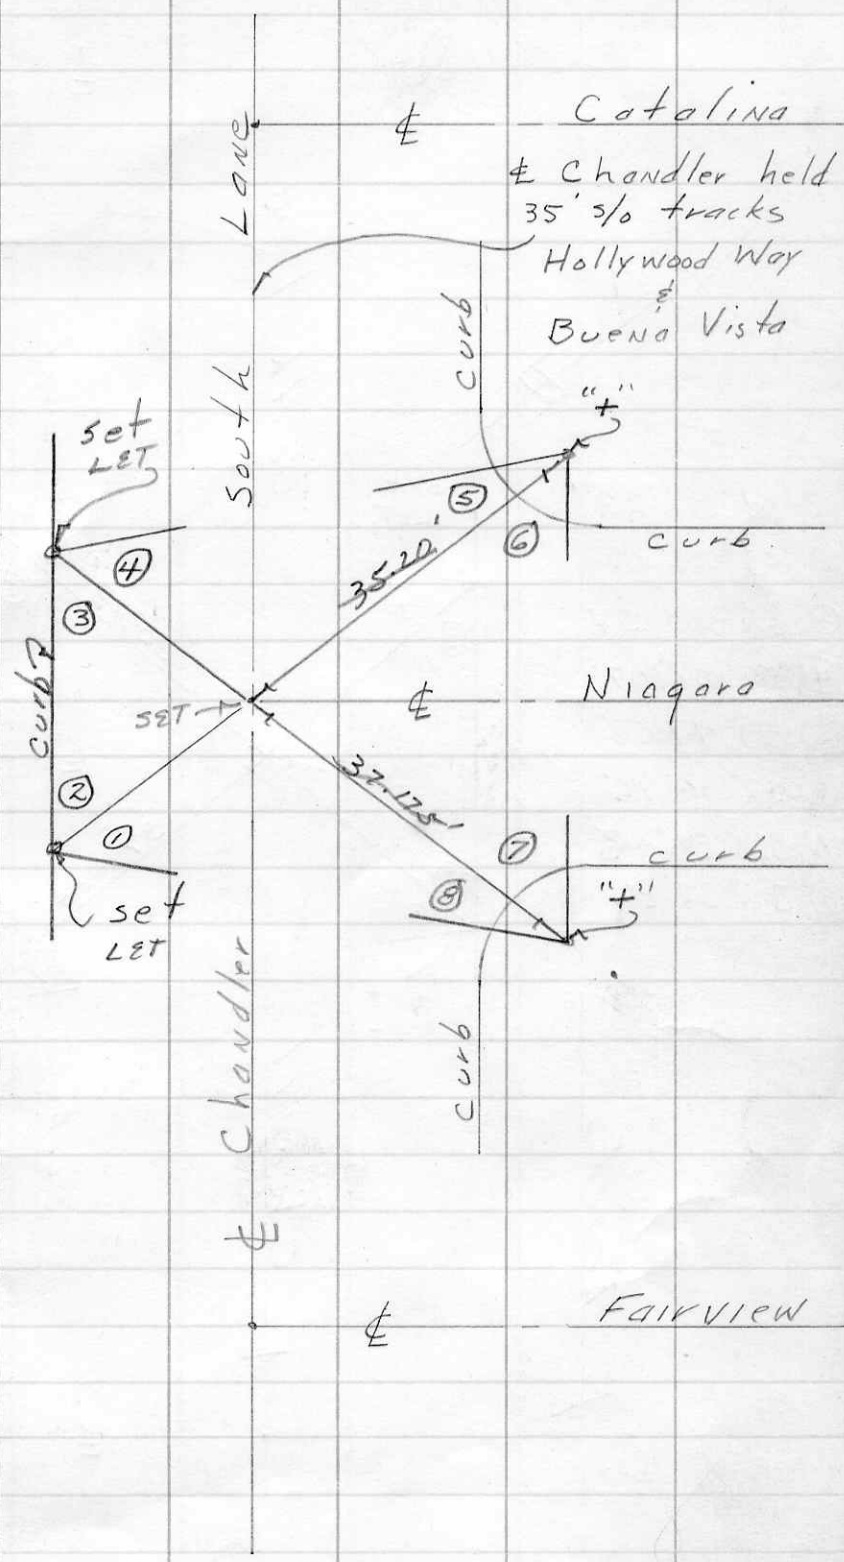 ℄ Catalina
℄ Chandler held
35' s/o tracks
Hollywood Way
&
Buena Vista
℄ Chandler South Lane
curb
"+"
set
LET
5
6
curb
4
35.20'
3
curb
SET
℄ Niagara
37.175'
2
1
7
curb
8
"+"
set
LET
curb
℄ Fairview